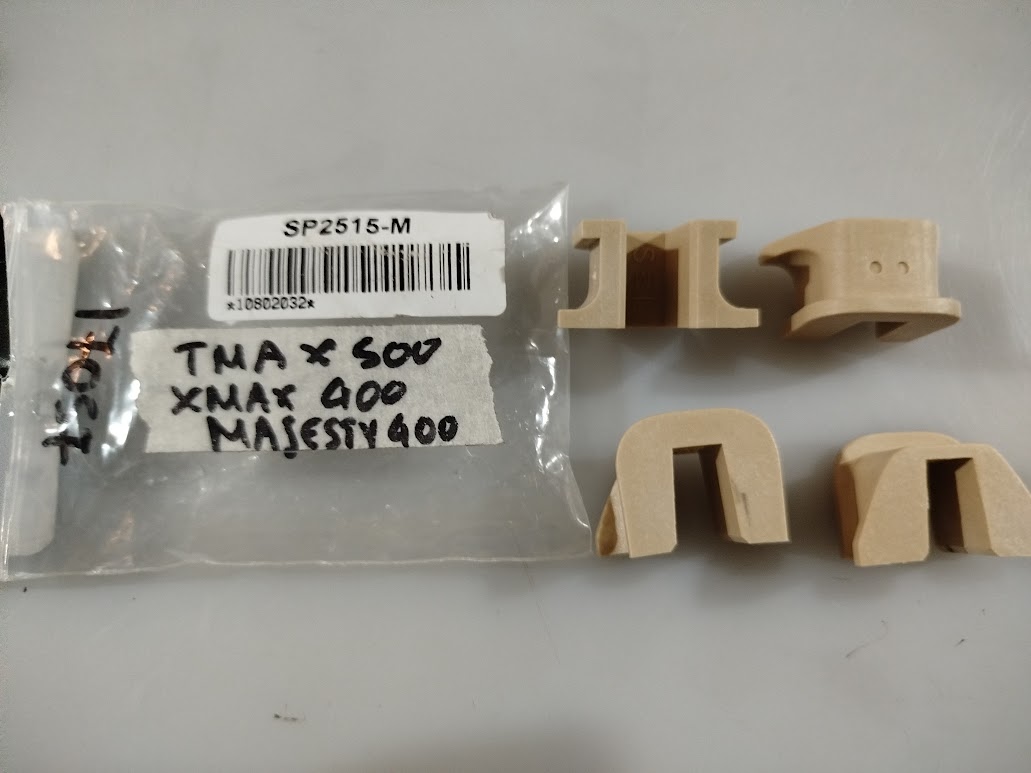 SP2515-M
*10802032*
TMAX 500
XMAX 400
MAJESTY 400